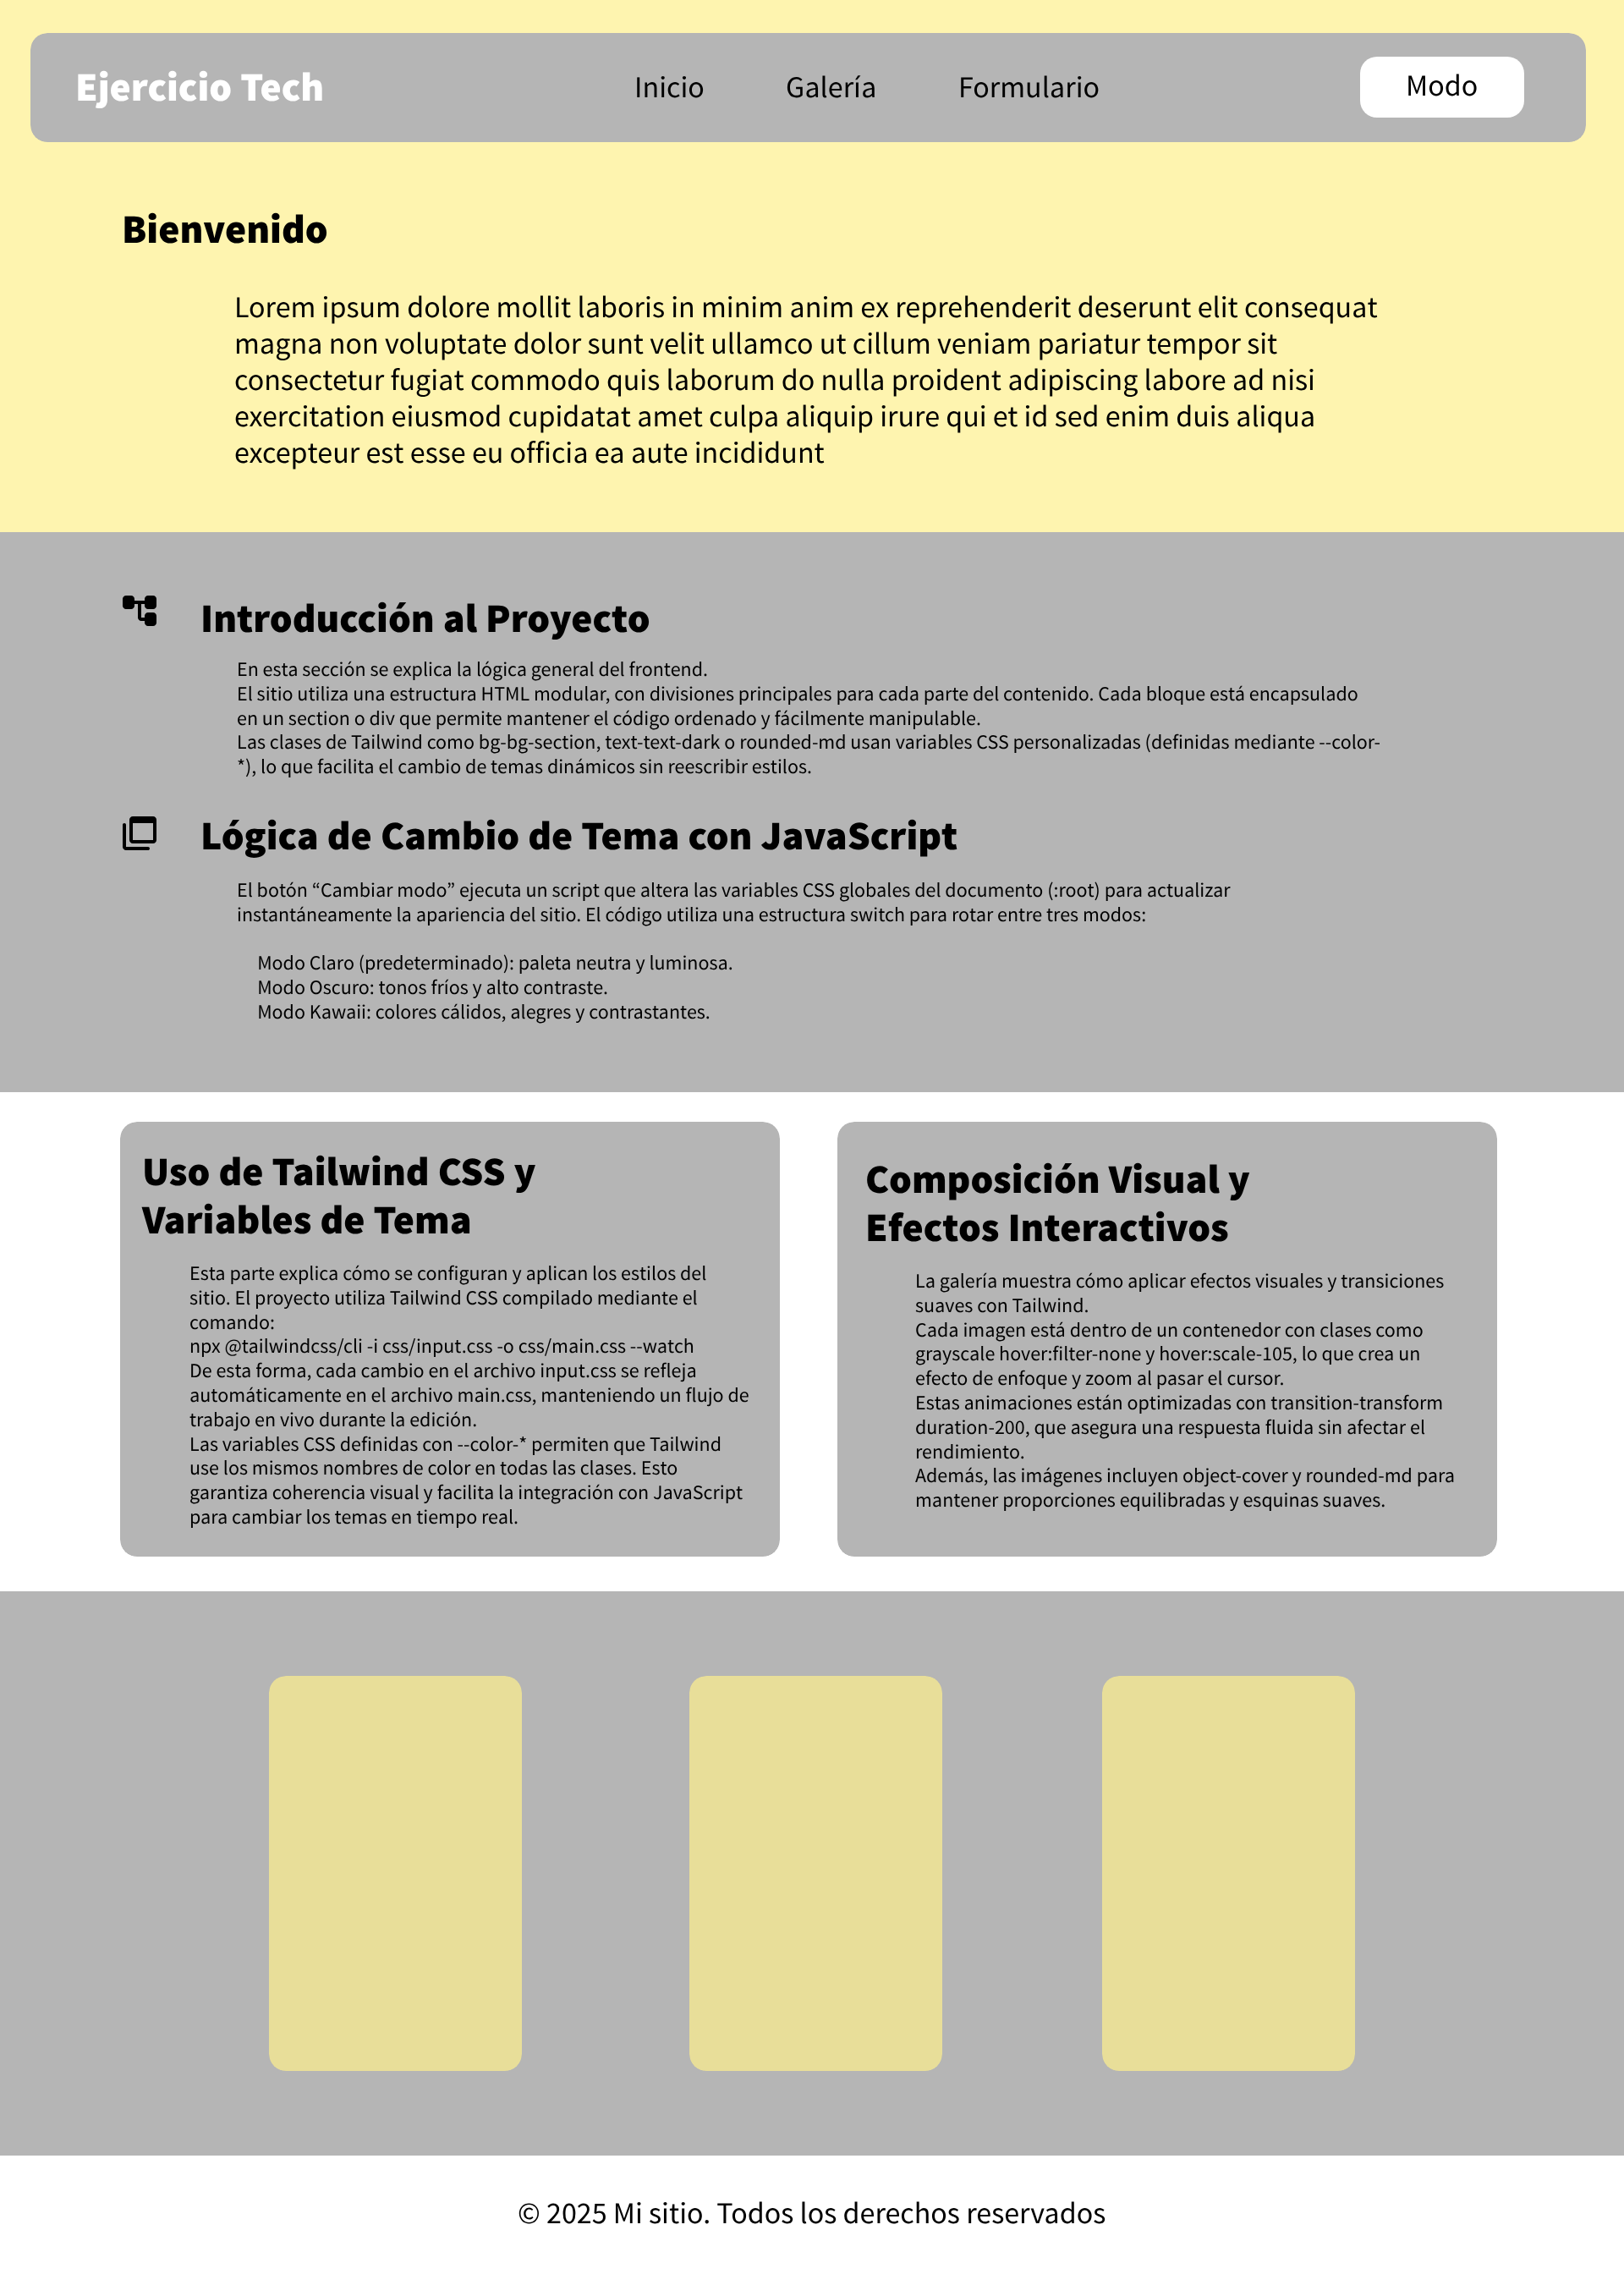 Ejercicio Tech
Inicio
Galería
Formulario
Modo
Bienvenido
Lorem ipsum dolore mollit laboris in minim anim ex reprehenderit deserunt elit consequat
magna non voluptate dolor sunt velit ullamco ut cillum veniam pariatur tempor sit
consectetur fugiat commodo quis laborum do nulla proident adipiscing labore ad nisi
exercitation eiusmod cupidatat amet culpa aliquip irure qui et id sed enim duis aliqua
excepteur est esse eu officia ea aute incididunt
Introducción al Proyecto
En esta sección se explica la lógica general del frontend.
El sitio utiliza una estructura HTML modular, con divisiones principales para cada parte del contenido. Cada bloque está encapsulado
en un section o div que permite mantener el código ordenado y fácilmente manipulable.
Las clases de Tailwind como bg-bg-section, text-text-dark o rounded-md usan variables CSS personalizadas (definidas mediante --color-
*), lo que facilita el cambio de temas dinámicos sin reescribir estilos.
Lógica de Cambio de Tema con JavaScript
El botón “Cambiar modo” ejecuta un script que altera las variables CSS globales del documento (:root) para actualizar
instantáneamente la apariencia del sitio. El código utiliza una estructura switch para rotar entre tres modos:
Modo Claro (predeterminado): paleta neutra y luminosa.
Modo Oscuro: tonos fríos y alto contraste.
Modo Kawaii: colores cálidos, alegres y contrastantes.
Uso de Tailwind CSS y
Variables de Tema
Esta parte explica cómo se configuran y aplican los estilos del
sitio. El proyecto utiliza Tailwind CSS compilado mediante el
comando:
npx @tailwindcss/cli -i css/input.css -o css/main.css --watch
De esta forma, cada cambio en el archivo input.css se refleja
automáticamente en el archivo main.css, manteniendo un flujo de
trabajo en vivo durante la edición.
Las variables CSS definidas con --color-* permiten que Tailwind
use los mismos nombres de color en todas las clases. Esto
garantiza coherencia visual y facilita la integración con JavaScript
para cambiar los temas en tiempo real.
Composición Visual y
Efectos Interactivos
La galería muestra cómo aplicar efectos visuales y transiciones
suaves con Tailwind.
Cada imagen está dentro de un contenedor con clases como
grayscale hover:filter-none y hover:scale-105, lo que crea un
efecto de enfoque y zoom al pasar el cursor.
Estas animaciones están optimizadas con transition-transform
duration-200, que asegura una respuesta fluida sin afectar el
rendimiento.
Además, las imágenes incluyen object-cover y rounded-md para
mantener proporciones equilibradas y esquinas suaves.
© 2025 Mi sitio. Todos los derechos reservados